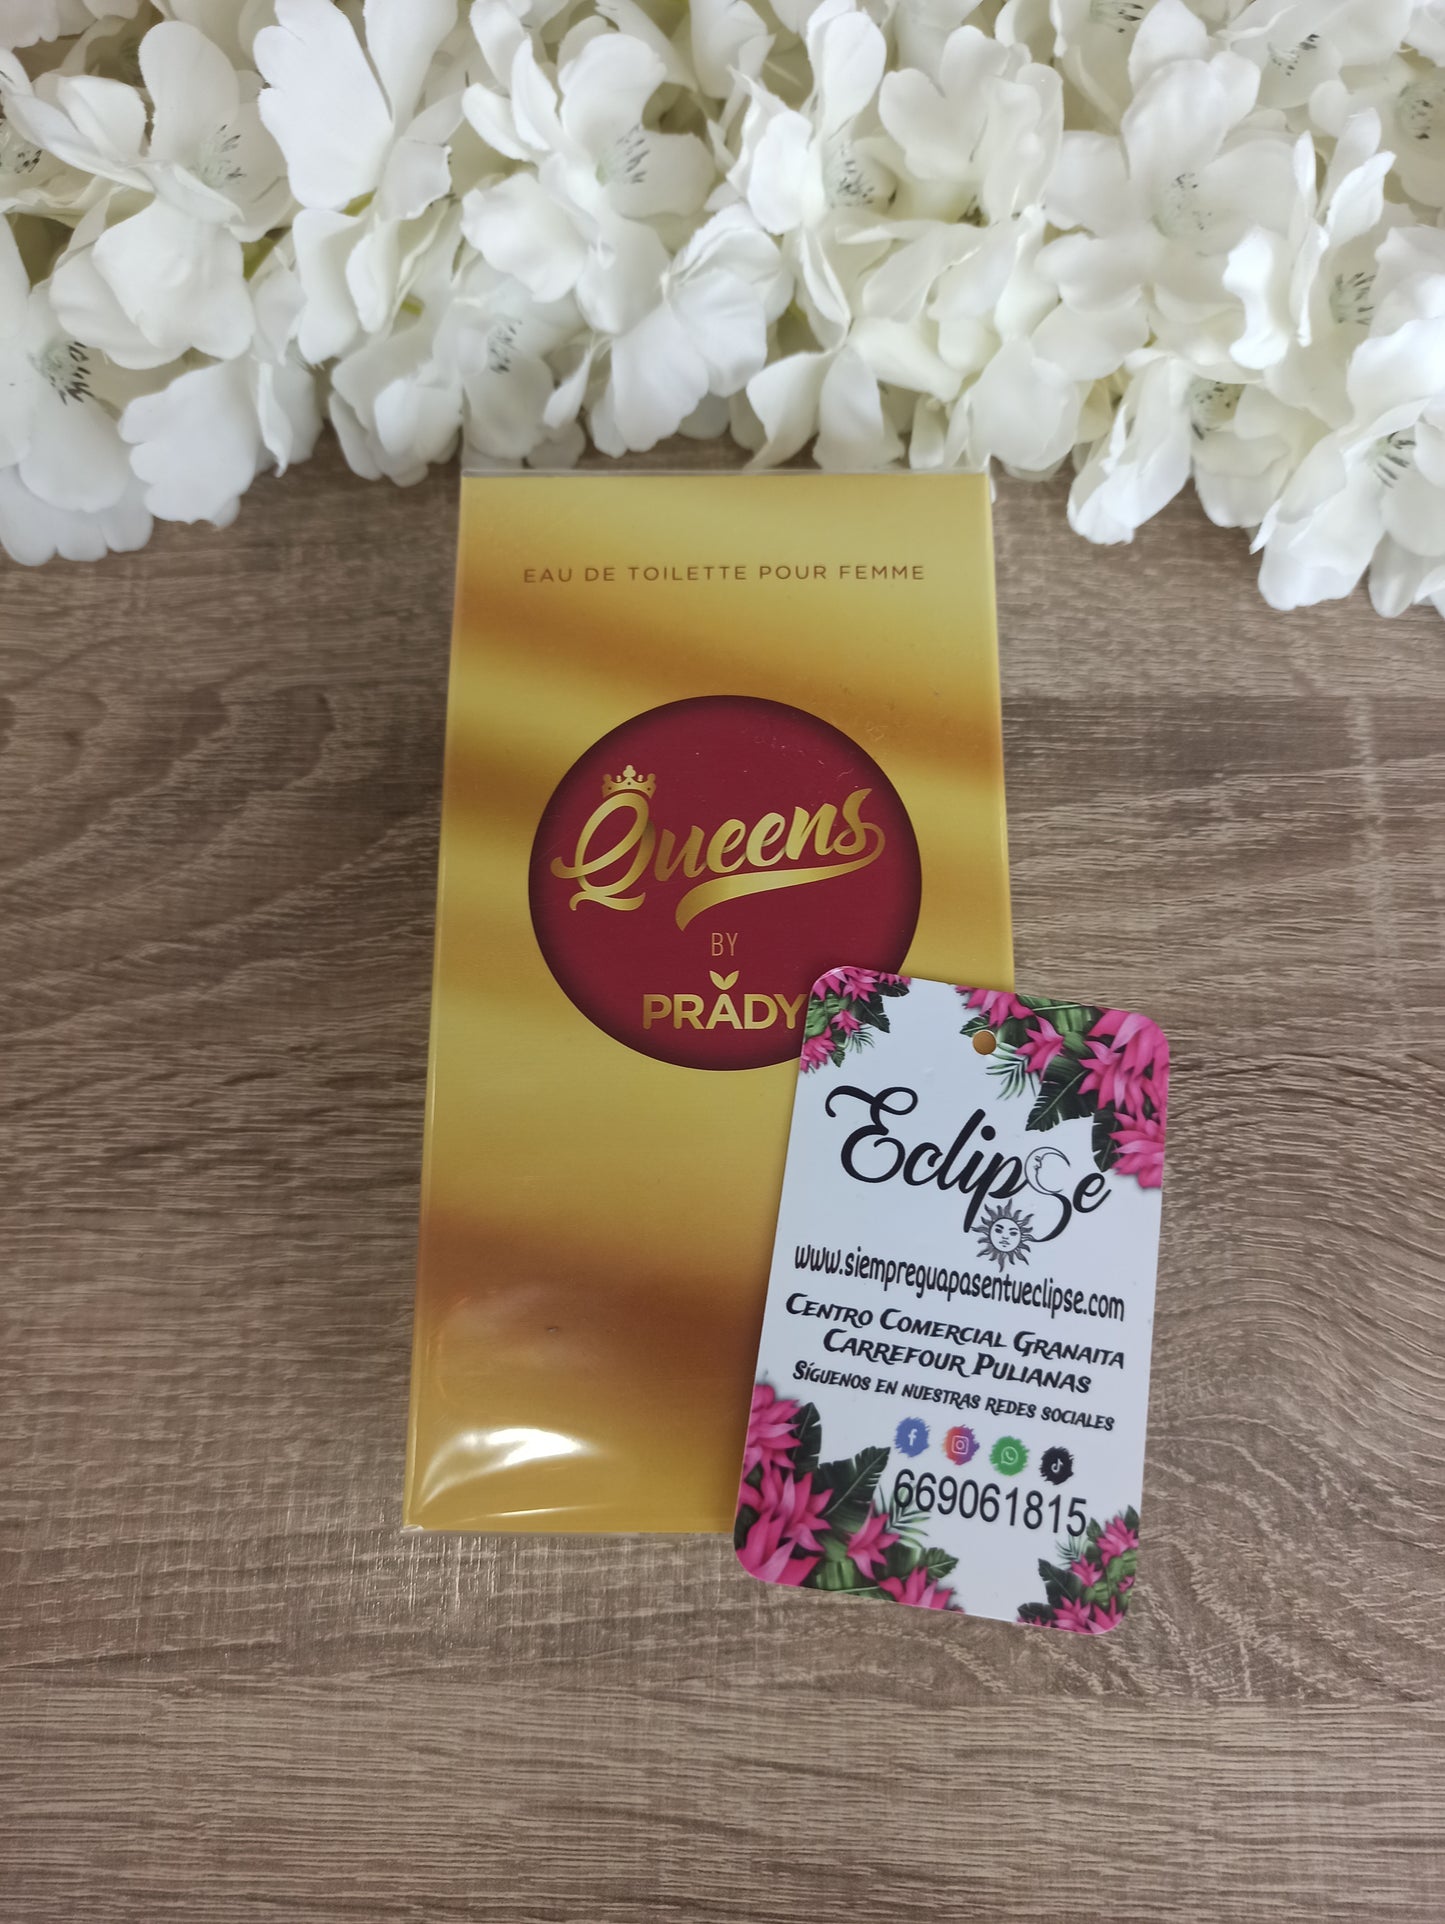 EAU DE TOILETTE POUR FEMME
Queens
BY
PRADY
Eclipse
www.siempreguapasentueclipse.com
CENTRO COMERCIAL GRANAITA
CARREFOUR PULIANAS
SÍGUENOS EN NUESTRAS REDES SOCIALES
669061815